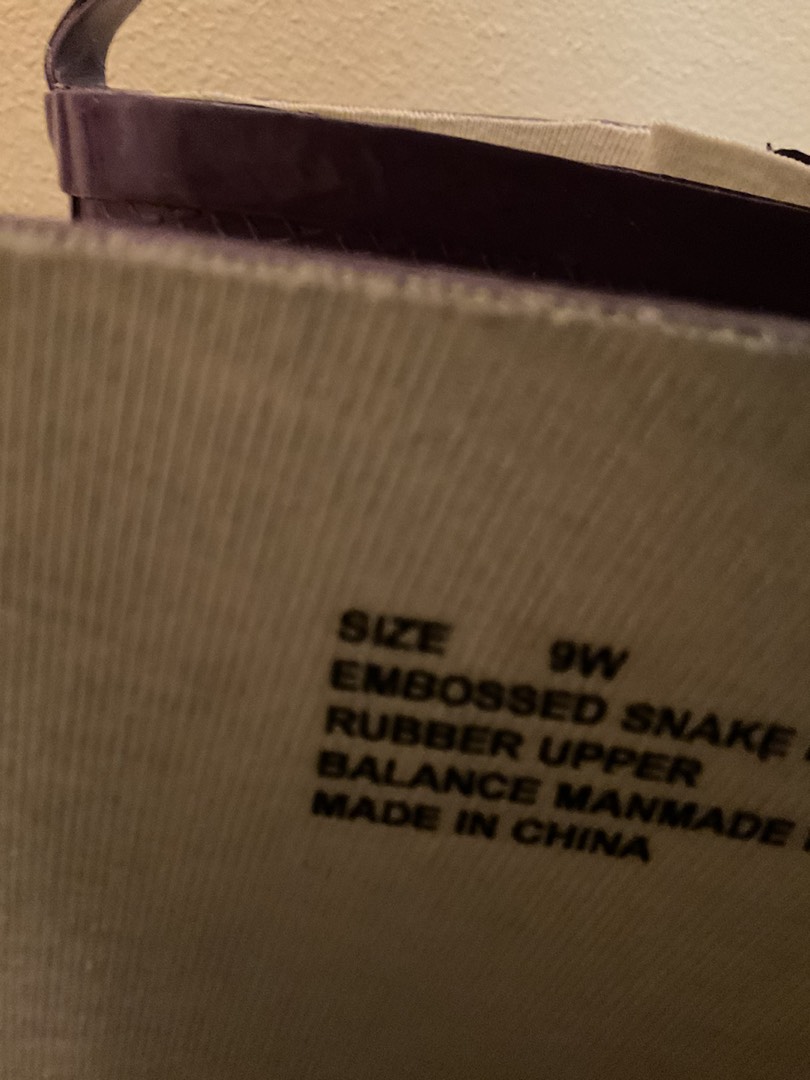 SIZE 9W
EMBOSSED SNAKE
RUBBER UPPER
BALANCE MANMADE
MADE IN CHINA